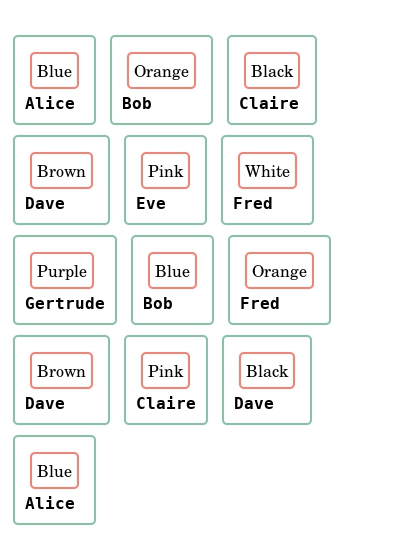 Blue
Alice
Orange
Bob
Black
Claire
Brown
Dave
Pink
Eve
White
Fred
Purple
Gertrude
Blue
Bob
Orange
Fred
Brown
Dave
Pink
Claire
Black
Dave
Blue
Alice